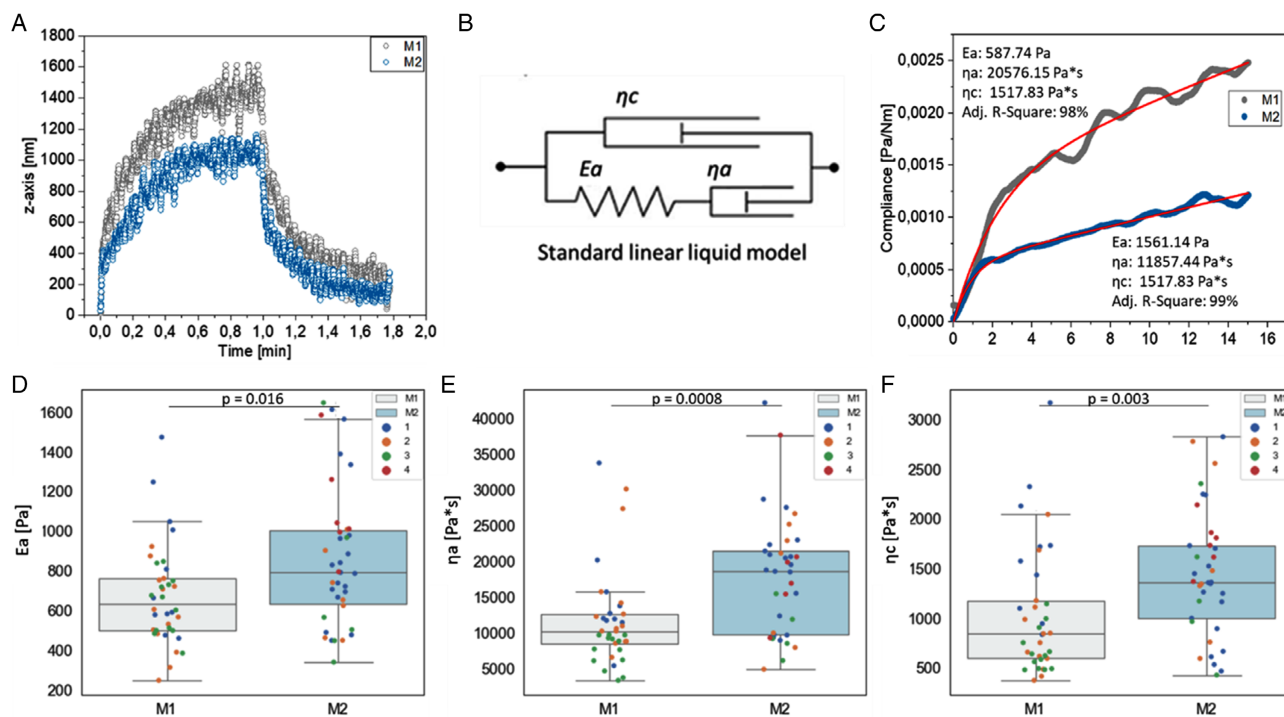 A
1800
1600
1400
1200
1000
800
600
400
200
0
z-axis [nm]
0,0 0,2 0,4 0,6 0,8 1,0 1,2 1,4 1,6 1,8 2,0
Time [min]
M1
M2
B
ηc
Ea
ηa
Standard linear liquid model
C
0,0025
0,0020
0,0015
0,0010
0,0005
0,0000
Compliance [Pa/Nm]
Ea: 587.74 Pa
ηa: 20576.15 Pa*s
ηc: 1517.83 Pa*s
Adj. R-Square: 98%
M1
M2
Ea: 1561.14 Pa
ηa: 11857.44 Pa*s
ηc: 1517.83 Pa*s
Adj. R-Square: 99%
0 2 4 6 8 10 12 14 16
D
1600
1400
1200
1000
800
600
400
200
Ea [Pa]
p = 0.016
M1
M2
1
2
3
4
M1 M2
E
40000
35000
30000
25000
20000
15000
10000
5000
ηa [Pa*s]
p = 0.0008
M1
M2
1
2
3
4
M1 M2
F
3000
2500
2000
1500
1000
500
ηc [Pa*s]
p = 0.003
M1
M2
1
2
3
4
M1 M2